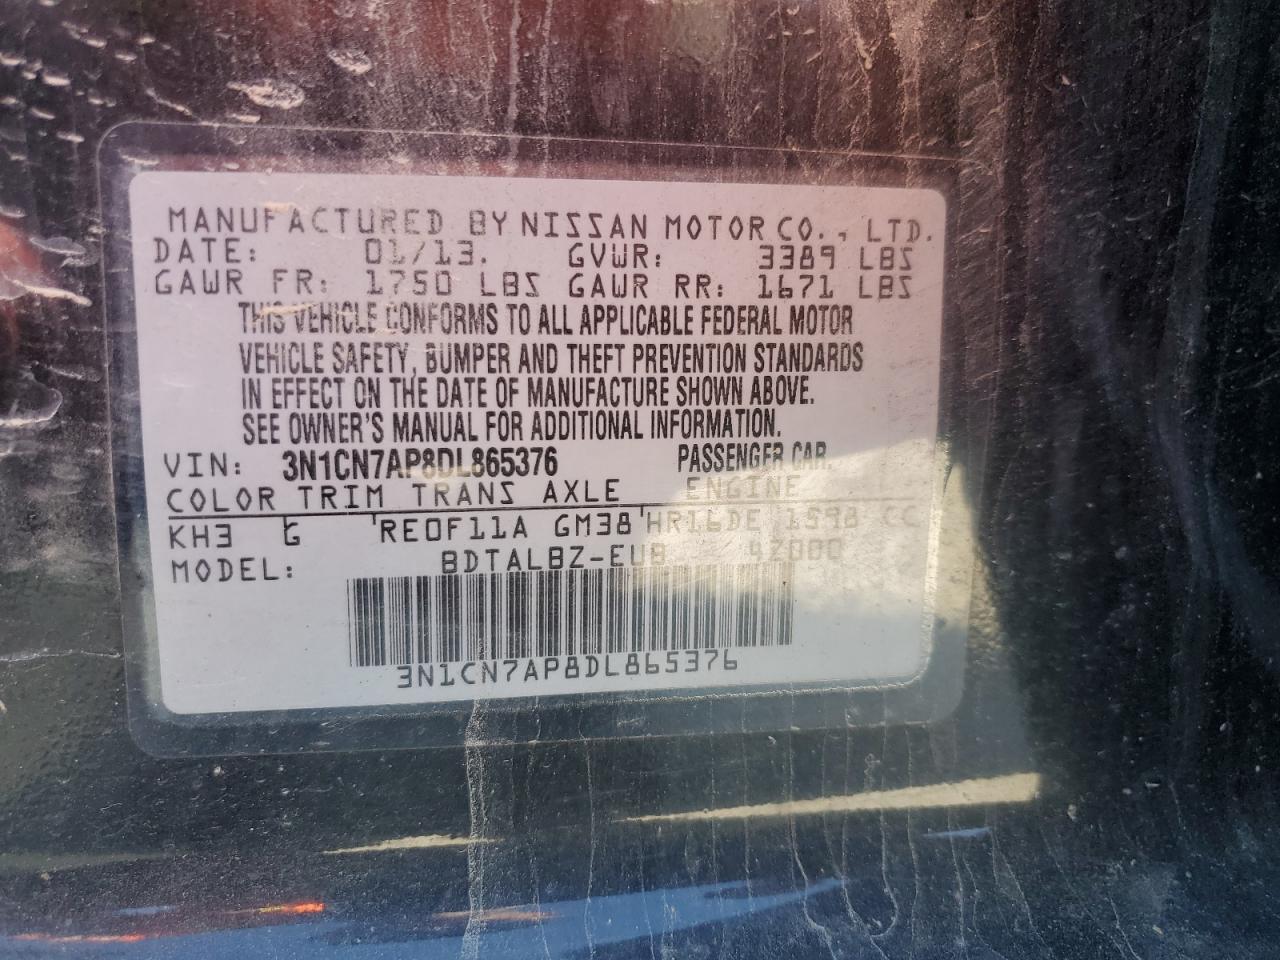 MANUFACTURED BY NISSAN MOTOR CO., LTD.
DATE: 01/13. GVWR: 3389 LBS
GAWR FR: 1750 LBS GAWR RR: 1671 LBS
THIS VEHICLE CONFORMS TO ALL APPLICABLE FEDERAL MOTOR
VEHICLE SAFETY, BUMPER AND THEFT PREVENTION STANDARDS
IN EFFECT ON THE DATE OF MANUFACTURE SHOWN ABOVE.
SEE OWNER'S MANUAL FOR ADDITIONAL INFORMATION.
VIN: 3N1CN7AP8DL865376 PASSENGER CAR.
COLOR TRIM TRANS AXLE ENGINE
KH3 G RE0F11A GM38 HR16DE 1598 CC
MODEL: BDTALBZ-EUB 4Z000
3N1CN7AP8DL865376